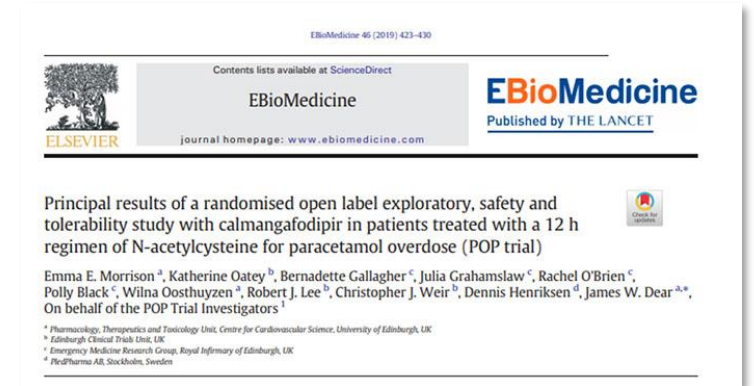 EBioMedicine 46 (2019) 423–430
Contents lists available at ScienceDirect
EBioMedicine
journal homepage: www.ebiomedicine.com
ELSEVIER
EBioMedicine
Published by THE LANCET
Check for
updates
Principal results of a randomised open label exploratory, safety and
tolerability study with calmangafodipir in patients treated with a 12 h
regimen of N-acetylcysteine for paracetamol overdose (POP trial)
Emma E. Morrison a, Katherine Oatey b, Bernadette Gallagher c, Julia Grahamslaw c, Rachel O'Brien c,
Polly Black c, Wilna Oosthuyzen a, Robert J. Lee b, Christopher J. Weir b, Dennis Henriksen d, James W. Dear a,*,
On behalf of the POP Trial Investigators 1
a Pharmacology, Therapeutics and Toxicology Unit, Centre for Cardiovascular Science, University of Edinburgh, UK
b Edinburgh Clinical Trials Unit, UK
c Emergency Medicine Research Group, Royal Infirmary of Edinburgh, UK
d PledPharma AB, Stockholm, Sweden